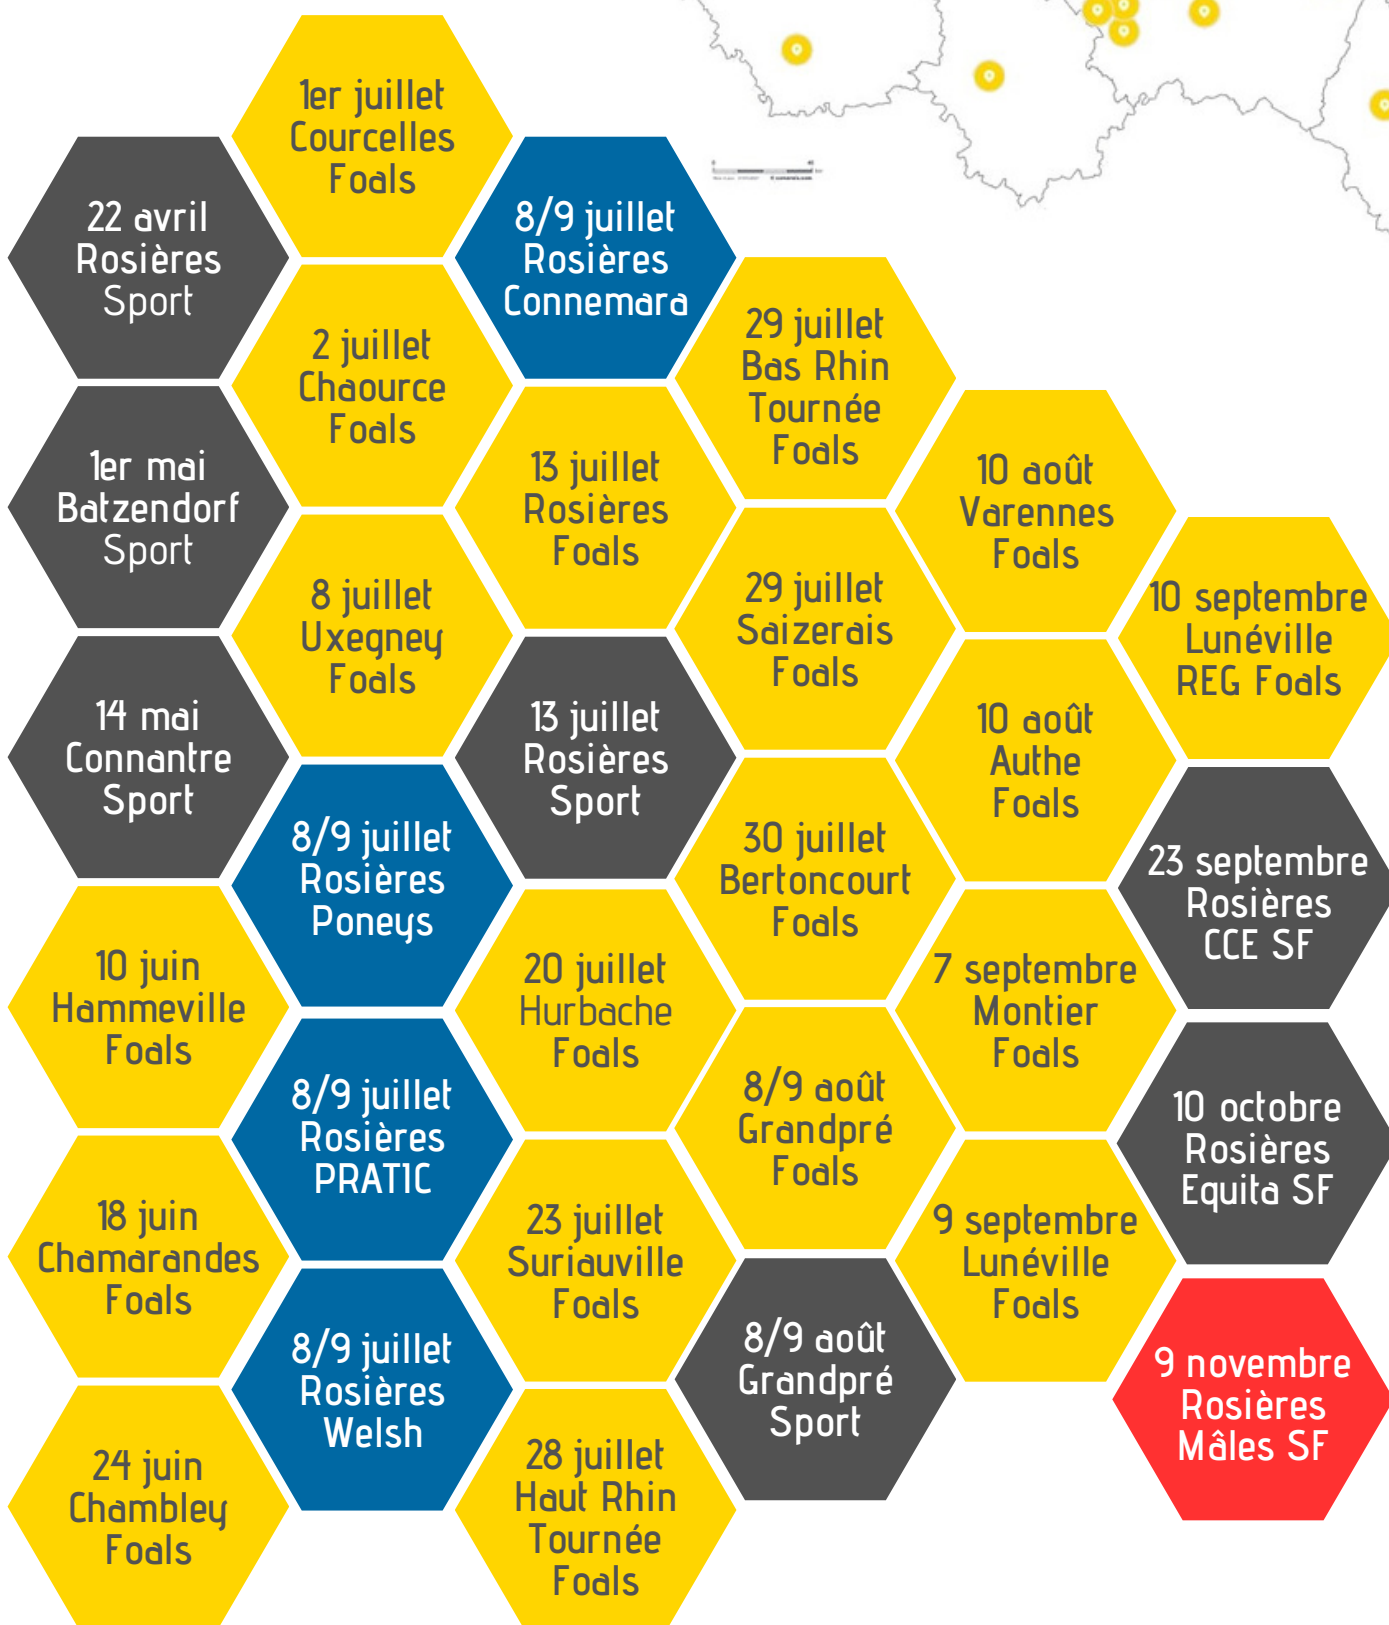 22 avril
Rosières
Sport
1er mai
Batzendorf
Sport
14 mai
Connantre
Sport
10 juin
Hammeville
Foals
18 juin
Chamarandes
Foals
24 juin
Chambley
Foals
1er juillet
Courcelles
Foals
2 juillet
Chaource
Foals
8 juillet
Uxegney
Foals
8/9 juillet
Rosières
Poneys
8/9 juillet
Rosières
PRATIC
8/9 juillet
Rosières
Welsh
8/9 juillet
Rosières
Connemara
13 juillet
Rosières
Foals
13 juillet
Rosières
Sport
20 juillet
Hurbache
Foals
23 juillet
Suriauville
Foals
28 juillet
Haut Rhin
Tournée
Foals
29 juillet
Bas Rhin
Tournée
Foals
29 juillet
Saizerais
Foals
30 juillet
Bertoncourt
Foals
8/9 août
Grandpré
Foals
8/9 août
Grandpré
Sport
10 août
Varennes
Foals
10 août
Authe
Foals
7 septembre
Montier
Foals
9 septembre
Lunéville
Foals
10 septembre
Lunéville
REG Foals
23 septembre
Rosières
CCE SF
10 octobre
Rosières
Equita SF
9 novembre
Rosières
Mâles SF